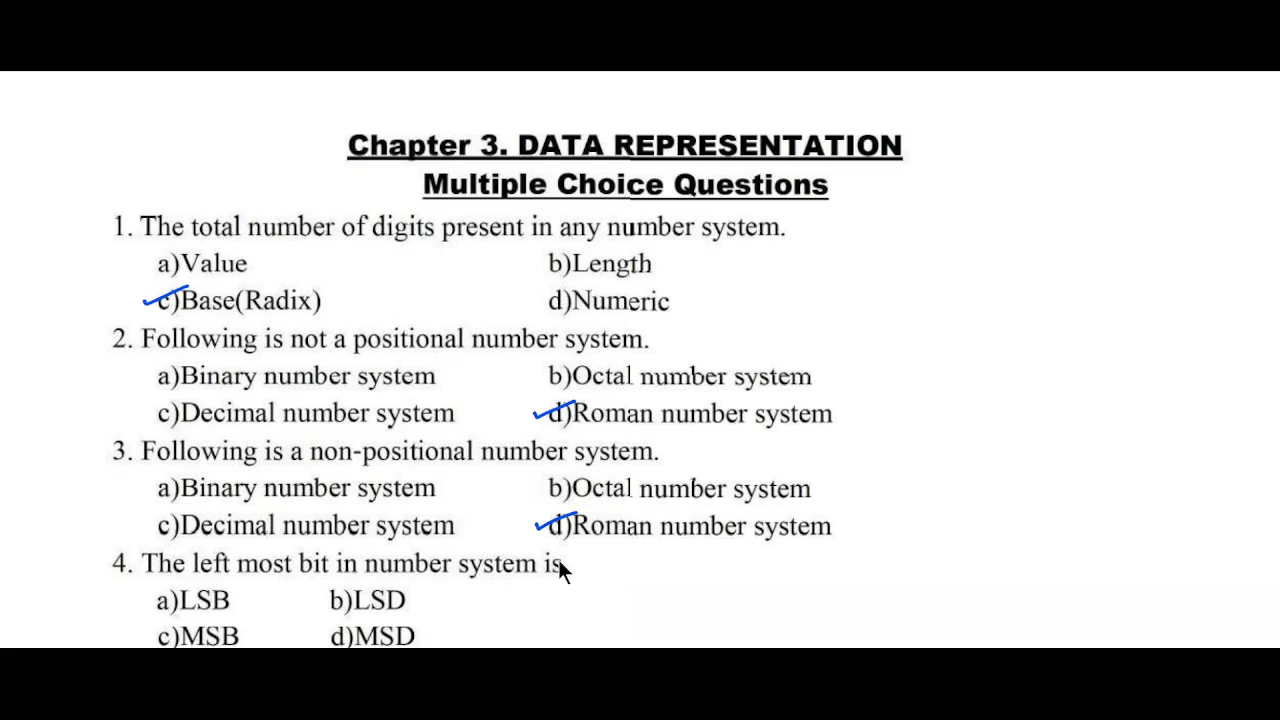 Chapter 3. DATA REPRESENTATION
Multiple Choice Questions
1. The total number of digits present in any number system.
a)Value b)Length
c)Base(Radix) d)Numeric
2. Following is not a positional number system.
a)Binary number system b)Octal number system
c)Decimal number system d)Roman number system
3. Following is a non-positional number system.
a)Binary number system b)Octal number system
c)Decimal number system d)Roman number system
4. The left most bit in number system is
a)LSB b)LSD
c)MSB d)MSD